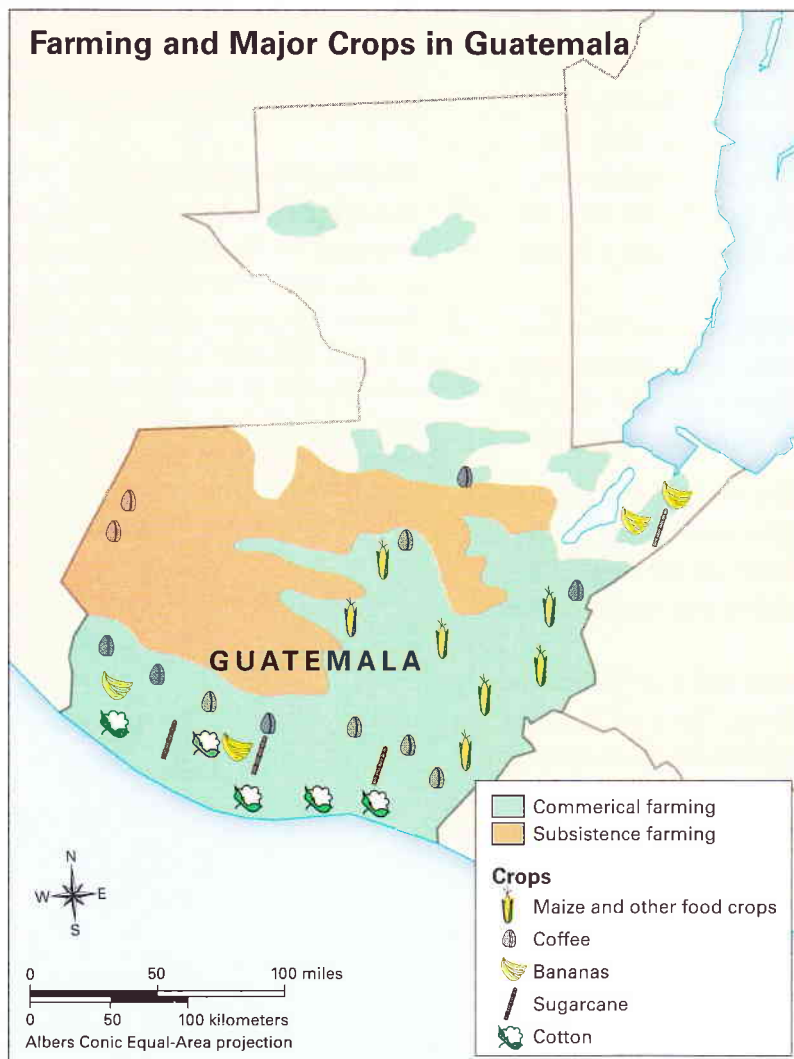 Farming and Major Crops in Guatemala
GUATEMALA
Commerical farming
Subsistence farming
Crops
Maize and other food crops
Coffee
Bananas
Sugarcane
Cotton
N
W E
S
0 50 100 miles
0 50 100 kilometers
Albers Conic Equal-Area projection